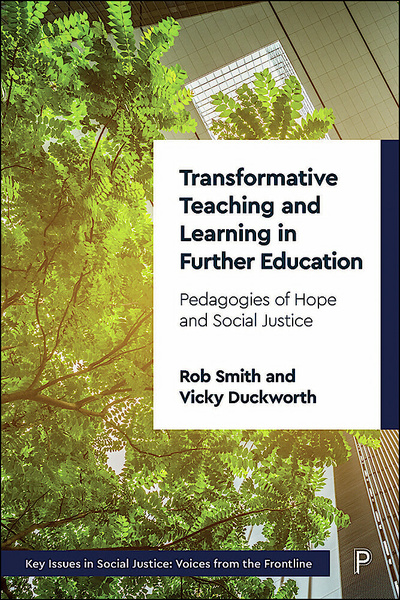 Transformative
Teaching and
Learning in
Further Education
Pedagogies of Hope
and Social Justice
Rob Smith and
Vicky Duckworth
Key Issues in Social Justice: Voices from the Frontline
P